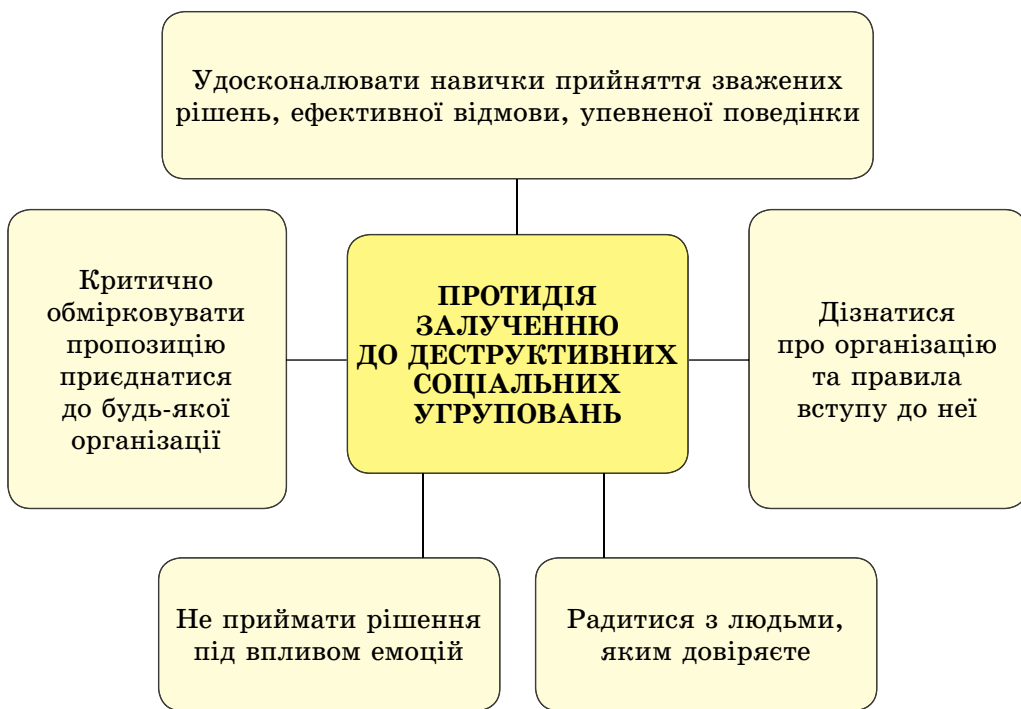 Удосконалювати навички прийняття зважених
рішень, ефективної відмови, упевненої поведінки
Критично
обмірковувати
пропозицію
приєднатися
до будь-якої
організації
ПРОТИДІЯ
ЗАЛУЧЕННЮ
ДО ДЕСТРУКТИВНИХ
СОЦІАЛЬНИХ
УГРУПОВАНЬ
Дізнатися
про організацію
та правила
вступу до неї
Не приймати рішення
під впливом емоцій
Радитися з людьми,
яким довіряєте